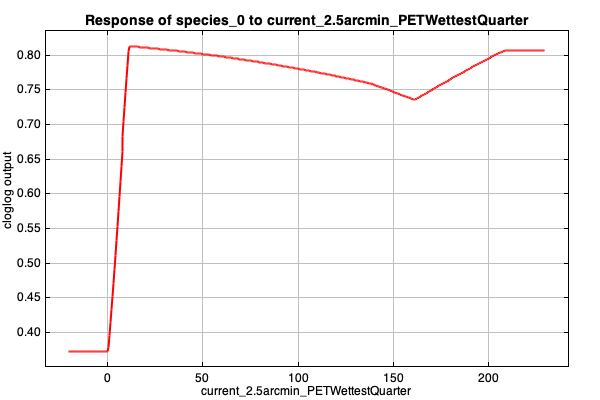 Response of species_0 to current_2.5arcmin_PETWettestQuarter
cloglog output
0.80
0.75
0.70
0.65
0.60
0.55
0.50
0.45
0.40
0 50 100 150 200
current_2.5arcmin_PETWettestQuarter